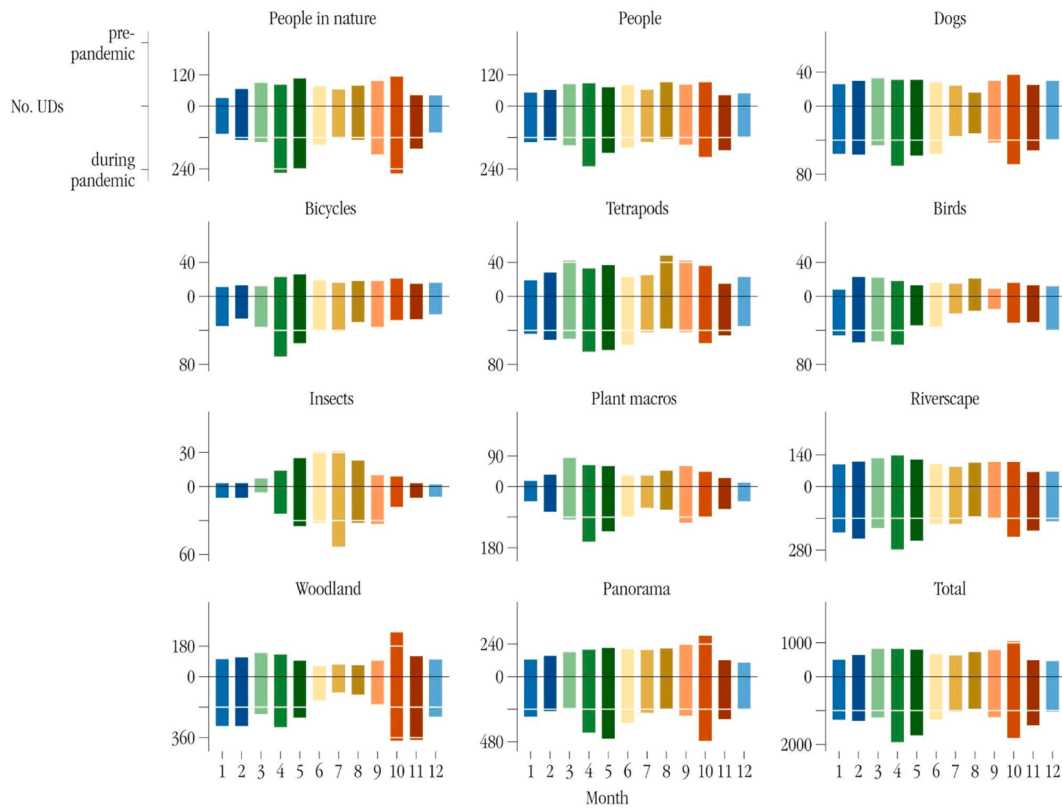 People in nature
People
Dogs
pre-
pandemic
No. UDs
during
pandemic
120
0
240
120
0
240
40
0
80
Bicycles
Tetrapods
Birds
40
0
80
40
0
80
40
0
80
Insects
Plant macros
Riverscape
30
0
60
90
0
180
140
0
280
Woodland
Panorama
Total
180
0
360
240
0
480
1000
0
2000
1 2 3 4 5 6 7 8 9 10 11 12
1 2 3 4 5 6 7 8 9 10 11 12
1 2 3 4 5 6 7 8 9 10 11 12
Month